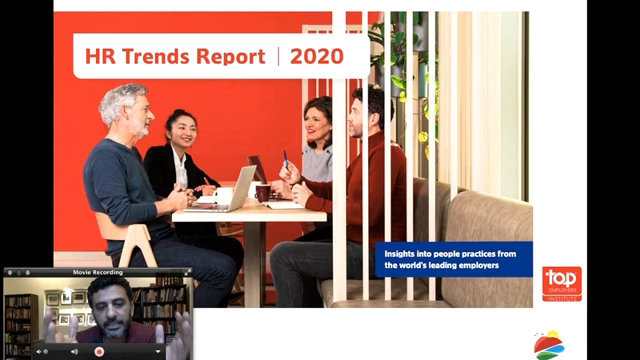 HR Trends Report | 2020
Insights into people practices from
the world's leading employers
top
EMPLOYERS
INSTITUTE
Movie Recording